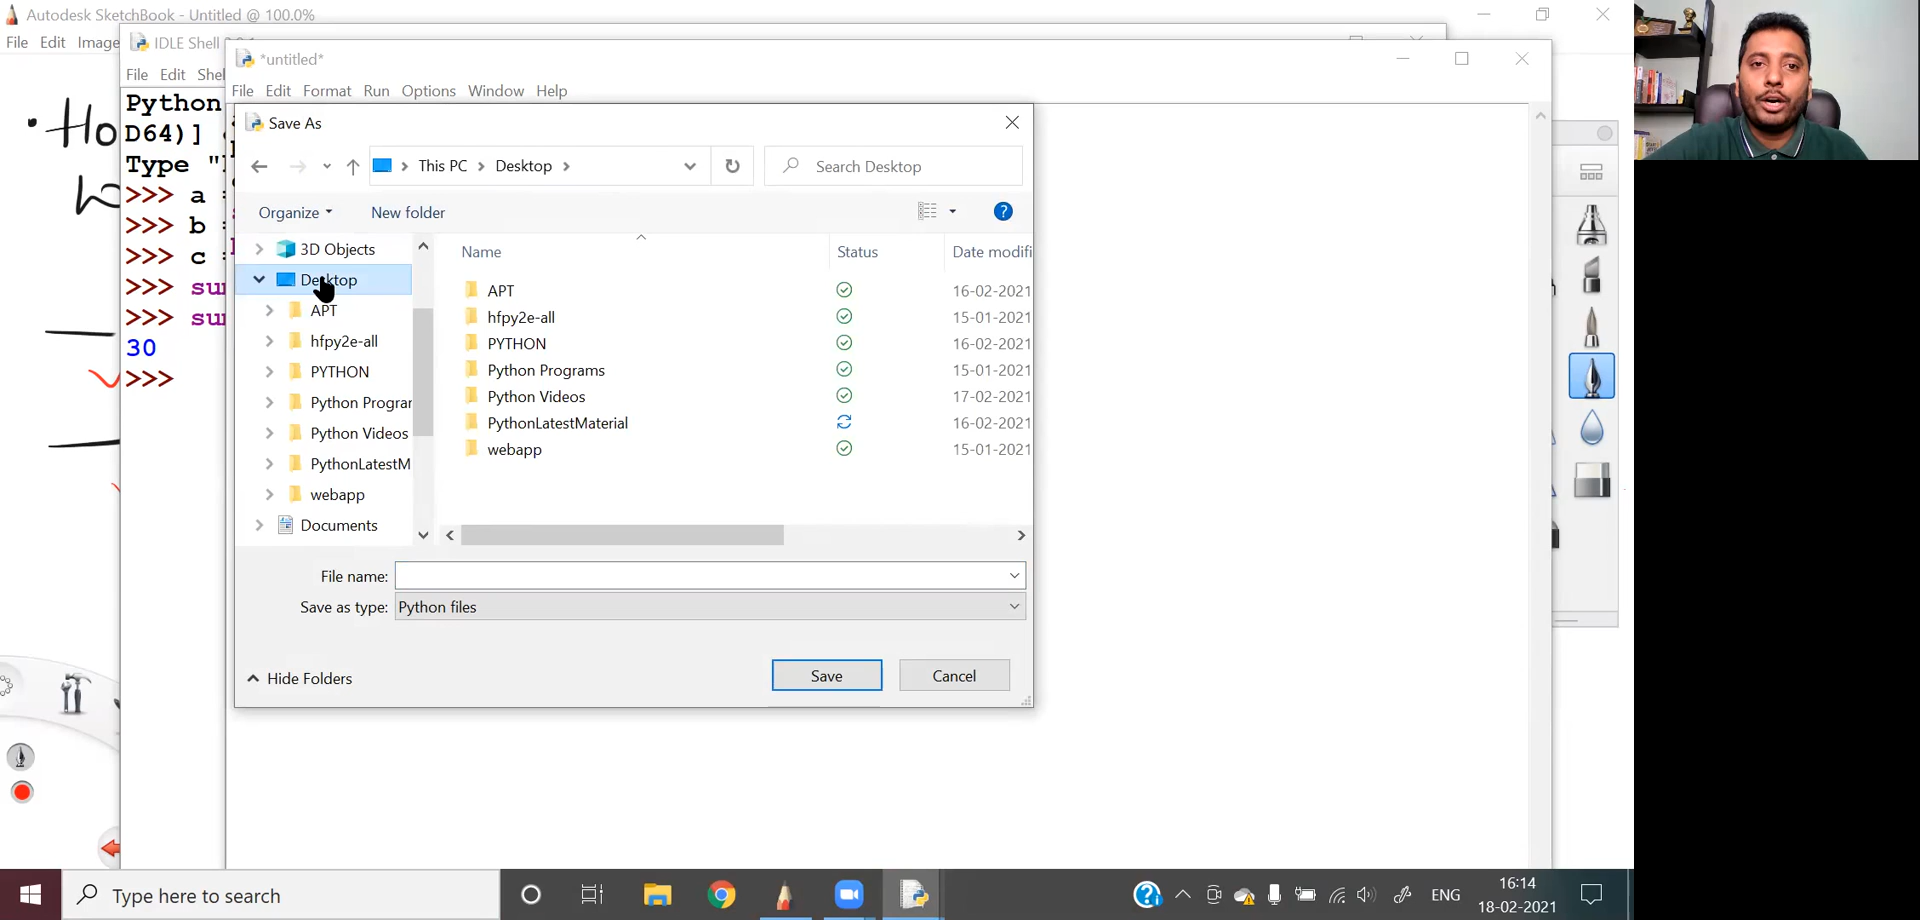 Autodesk SketchBook - Untitled @ 100.0%
File Edit Image
IDLE Shell
File Edit Shel
*untitled*
File Edit Format Run Options Window Help
Python
D64)]
Type "
>>> a =
>>> b =
>>> c =
>>> sum
>>> sum
30
>>>
• Ho
Save As
This PC > Desktop >
Search Desktop
Organize New folder
3D Objects
Desktop
APT
hfpy2e-all
PYTHON
Python Prograr
Python Videos
PythonLatestM
webapp
Documents
Name Status Date modifi
APT 16-02-2021
hfpy2e-all 15-01-2021
PYTHON 16-02-2021
Python Programs 15-01-2021
Python Videos 17-02-2021
PythonLatestMaterial 16-02-2021
webapp 15-01-2021
File name:
Save as type: Python files
Hide Folders
Save Cancel
Type here to search
ENG
16:14
18-02-2021